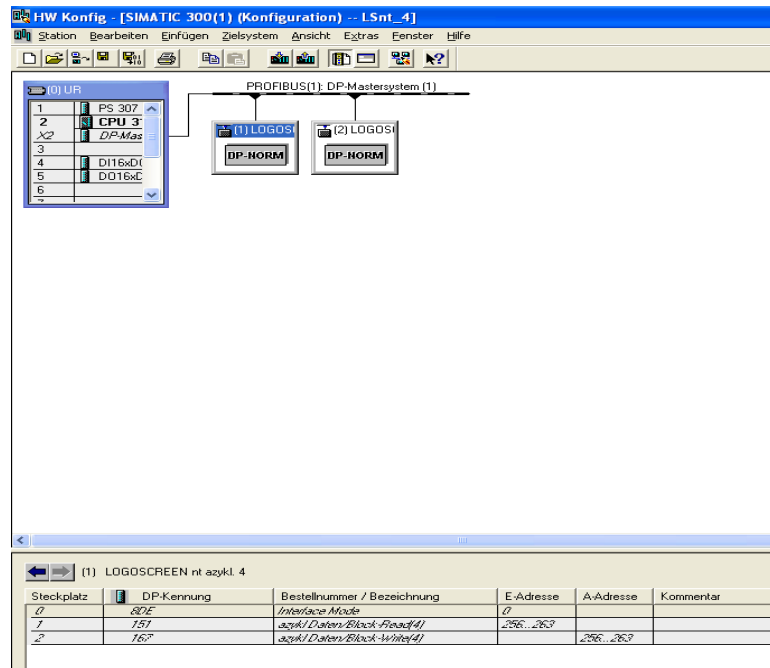 HW Konfig - [SIMATIC 300(1) (Konfiguration) -- LSnt_4]
Station Bearbeiten Einfügen Zielsystem Ansicht Extras Fenster Hilfe
(0) UR
1 PS 307
2 CPU 3
X2 DP-Mas
3
4 DI16xD
5 DO16xD
6
PROFIBUS(1): DP-Mastersystem (1)
(1) LOGOS
DP-NORM
(2) LOGOS
DP-NORM
(1) LOGOSCREEN nt azykl. 4
Steckplatz DP-Kennung Bestellnummer / Bezeichnung E-Adresse A-Adresse Kommentar
0 8DE Interface Mode 0
1 151 azykl Daten/Block-Read(4) 256...263
2 167 azykl Daten/Block-Write(4) 256...263